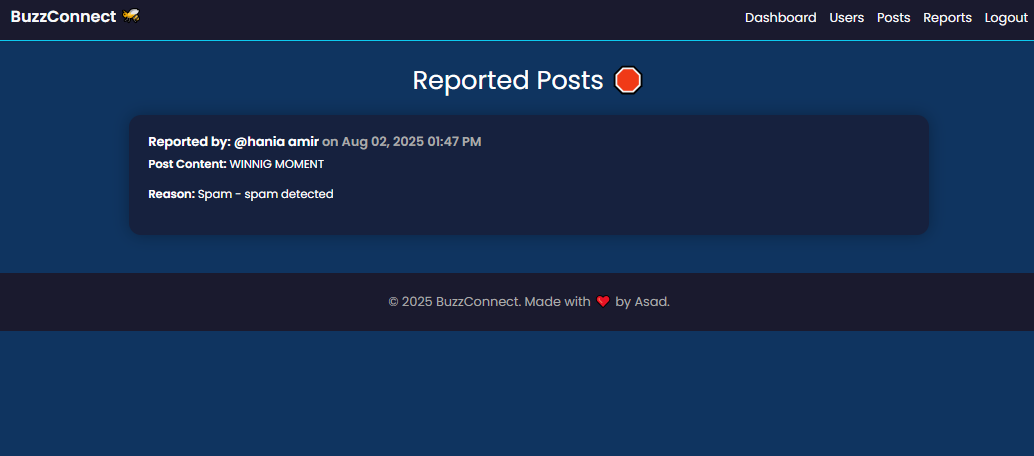 BuzzConnect 🐝
Dashboard Users Posts Reports Logout
Reported Posts 🛑
Reported by: @hania amir on Aug 02, 2025 01:47 PM
Post Content: WINNIG MOMENT
Reason: Spam - spam detected
© 2025 BuzzConnect. Made with ❤️ by Asad.